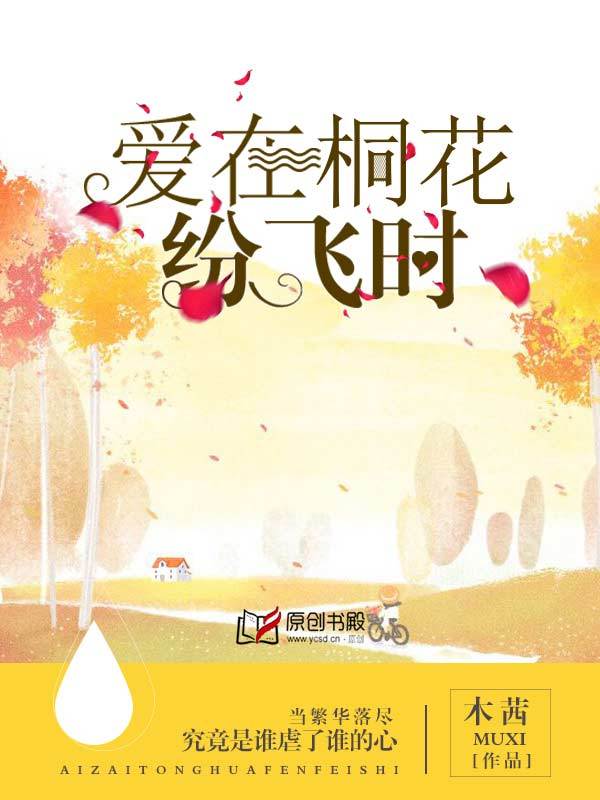 爱在桐花
纷飞时
原创书殿
www.ycsd.cn · 原创
当繁华落尽
究竟是谁虐了谁的心
AIZAITONGHUAFENFEISHI
木茜
MUXI
[作品]